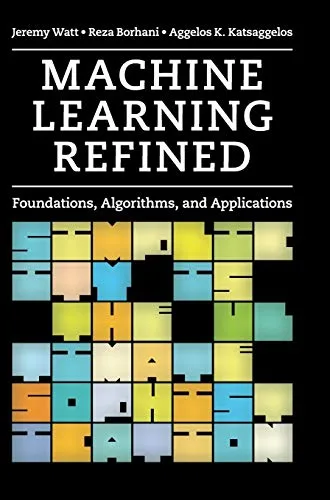 Jeremy Watt • Reza Borhani • Aggelos K. Katsaggelos
MACHINE
LEARNING
REFINED
Foundations, Algorithms, and Applications